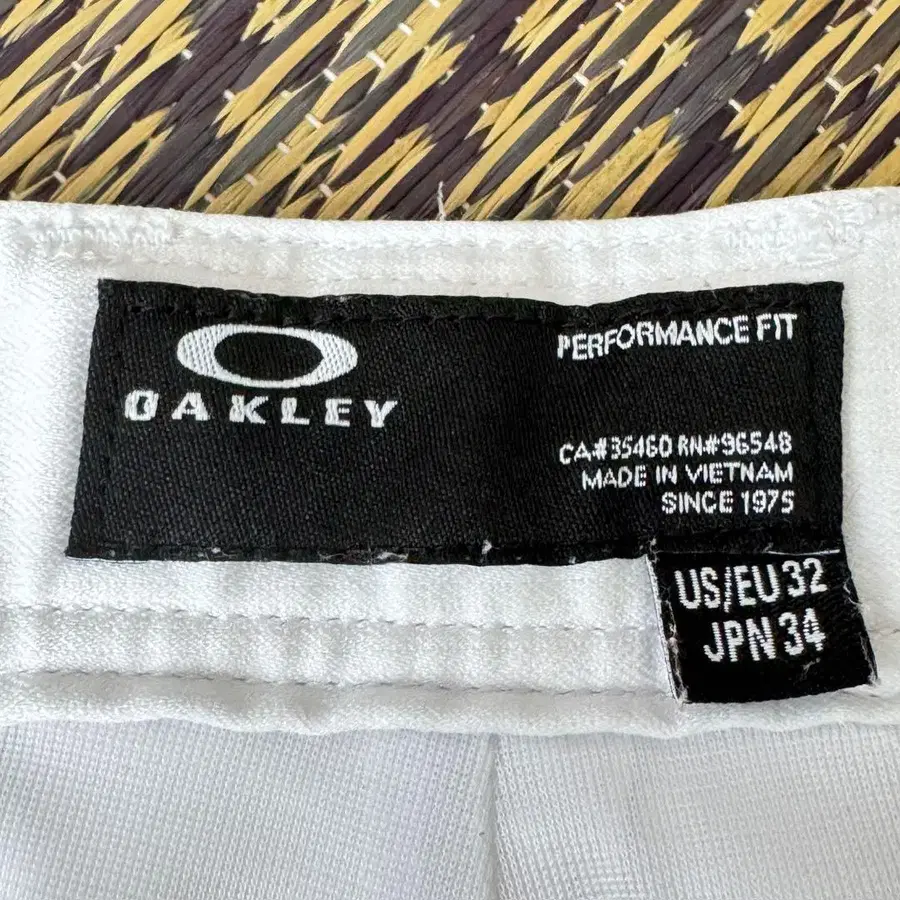 OAKLEY
PERFORMANCE FIT
CA#35460 RN#96548
MADE IN VIETNAM
SINCE 1975
US/EU 32
JPN 34